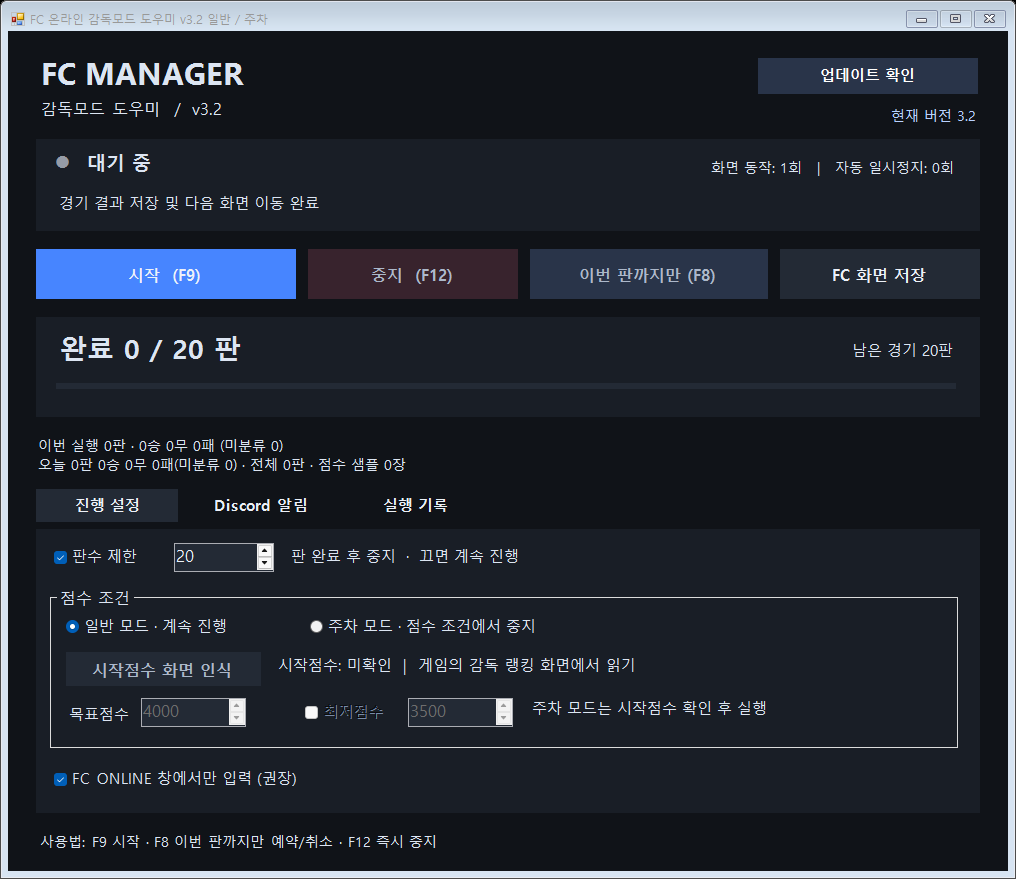 FC 온라인 감독모드 도우미 v3.2 일반 / 주차
FC MANAGER
업데이트 확인
감독모드 도우미 / v3.2
현재 버전 3.2
대기 중
화면 동작: 1회 | 자동 일시정지: 0회
경기 결과 저장 및 다음 화면 이동 완료
시작 (F9)
중지 (F12)
이번 판까지만 (F8)
FC 화면 저장
완료 0 / 20 판
남은 경기 20판
이번 실행 0판 · 0승 0무 0패 (미분류 0)
오늘 0판 0승 0무 0패(미분류 0) · 전체 0판 · 점수 샘플 0장
진행 설정
Discord 알림
실행 기록
판수 제한
20
판 완료 후 중지 · 끄면 계속 진행
점수 조건
일반 모드 · 계속 진행
주차 모드 · 점수 조건에서 중지
시작점수 화면 인식
시작점수: 미확인 | 게임의 감독 랭킹 화면에서 읽기
목표점수
4000
최저점수
3500
주차 모드는 시작점수 확인 후 실행
FC ONLINE 창에서만 입력 (권장)
사용법: F9 시작 · F8 이번 판까지만 예약/취소 · F12 즉시 중지